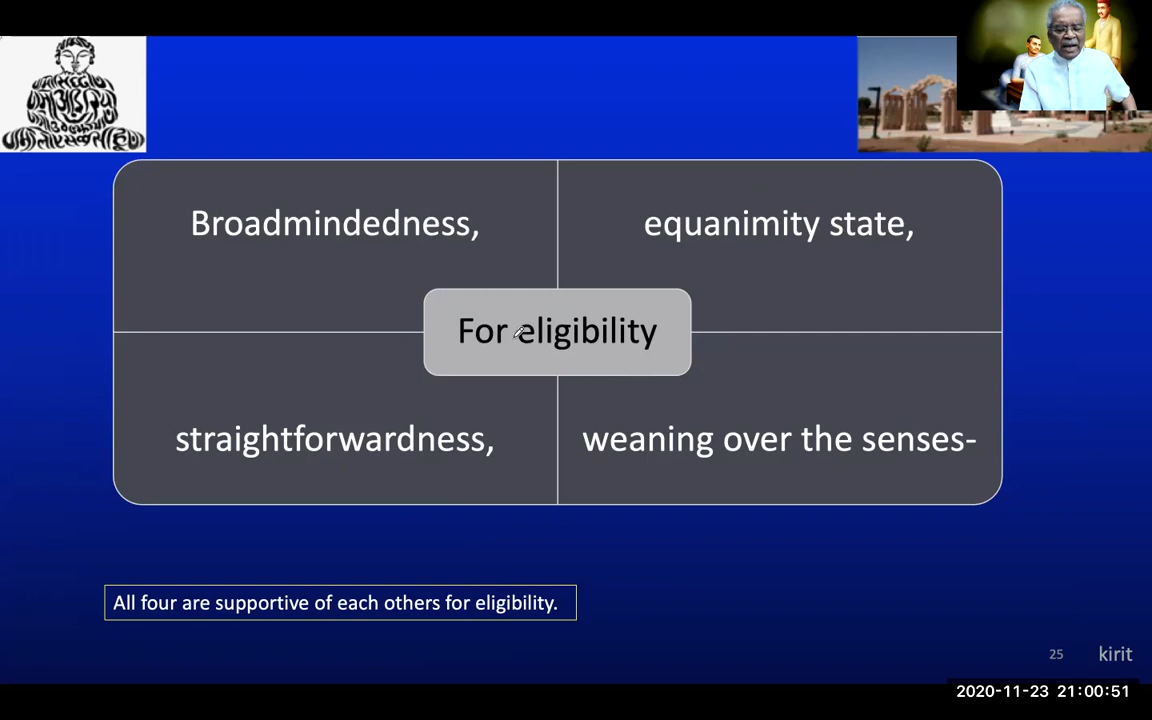 Broadmindedness,
equanimity state,
For eligibility
straightforwardness,
weaning over the senses-
All four are supportive of each others for eligibility.
25
kirit
2020-11-23 21:00:51